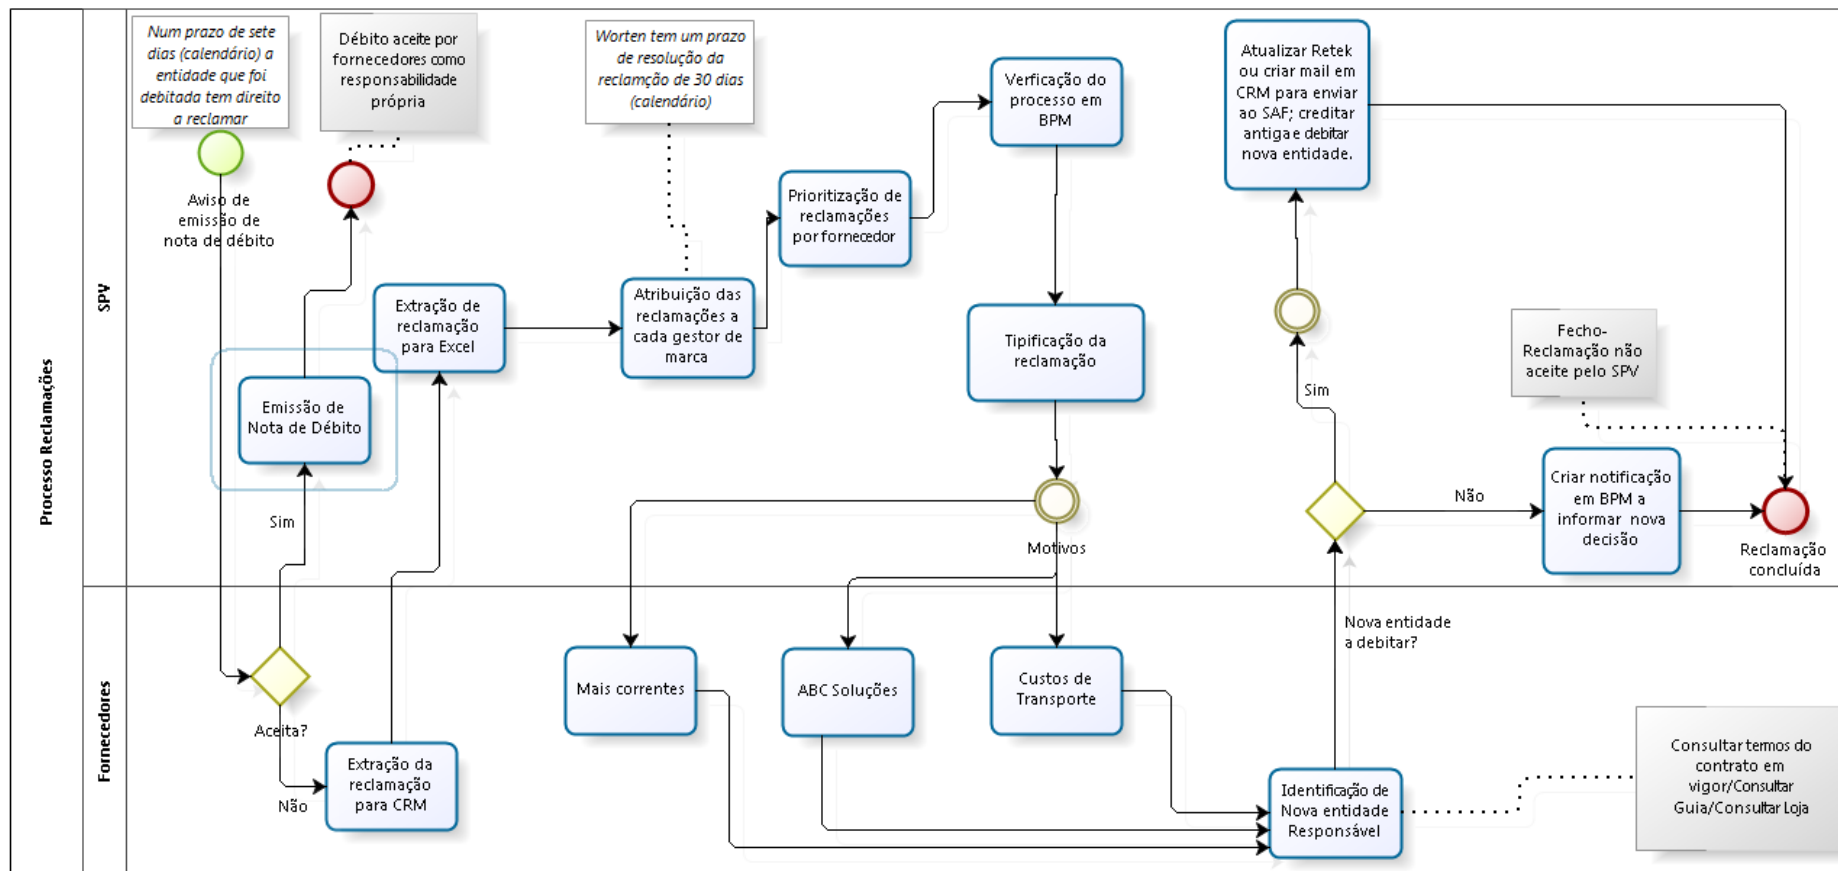 Processo Reclamações
SPV
Fornecedores
Num prazo de sete
dias (calendário) a
entidade que foi
debitada tem direito
a reclamar
Débito aceite por
fornecedores como
responsabilidade
própria
Aviso de
emissão de
nota de débito
Worten tem um prazo
de resolução da
reclamção de 30 dias
(calendário)
Verficação do
processo em
BPM
Atualizar Retek
ou criar mail em
CRM para enviar
ao SAF; creditar
antiga e debitar
nova entidade.
Prioritização de
reclamações
por fornecedor
Extração de
reclamação
para Excel
Atribuição das
reclamações a
cada gestor de
marca
Tipificação da
reclamação
Emissão de
Nota de Débito
Sim
Sim
Fecho-
Reclamação não
aceite pelo SPV
Motivos
Não
Criar notificação
em BPM a
informar nova
decisão
Reclamação
concluída
Aceita?
Não
Extração da
reclamação
para CRM
Mais correntes
ABC Soluções
Custos de
Transporte
Nova entidade
a debitar?
Identificação de
Nova entidade
Responsável
Consultar termos do
contrato em
vigor/Consultar
Guia/Consultar Loja